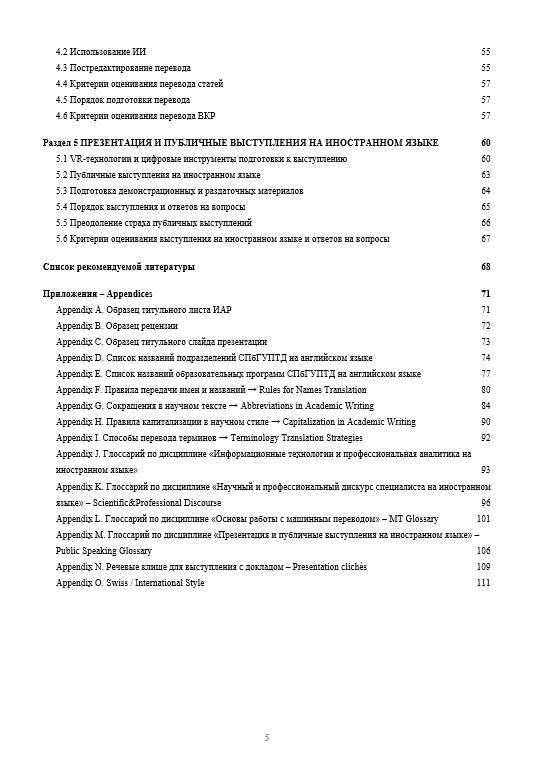 4.2 Использование ИИ 55
4.3 Постредактирование перевода 55
4.4 Критерии оценивания перевода статей 57
4.5 Порядок подготовки перевода 57
4.6 Критерии оценивания перевода ВКР 57
Раздел 5 ПРЕЗЕНТАЦИЯ И ПУБЛИЧНЫЕ ВЫСТУПЛЕНИЯ НА ИНОСТРАННОМ ЯЗЫКЕ 60
5.1 VR-технологии и цифровые инструменты подготовки к выступлению 60
5.2 Публичные выступления на иностранном языке 63
5.3 Подготовка демонстрационных и раздаточных материалов 64
5.4 Порядок выступления и ответов на вопросы 65
5.5 Преодоление страха публичных выступлений 66
5.6 Критерии оценивания выступления на иностранном языке и ответов на вопросы 67
Список рекомендуемой литературы 68
Приложения – Appendices 71
Appendix A. Образец титульного листа ИАР 71
Appendix B. Образец рецензии 72
Appendix C. Образец титульного слайда презентации 73
Appendix D. Список названий подразделений СПбГУПТД на английском языке 74
Appendix E. Список названий образовательных программ СПбГУПТД на английском языке 77
Appendix F. Правила передачи имен и названий → Rules for Names Translation 80
Appendix G. Сокращения в научном тексте → Abbreviations in Academic Writing 84
Appendix H. Правила капитализации в научном стиле → Capitalization in Academic Writing 90
Appendix I. Способы перевода терминов → Terminology Translation Strategies 92
Appendix J. Глоссарий по дисциплине «Информационные технологии и профессиональная аналитика на
иностранном языке» 93
Appendix K. Глоссарий по дисциплине «Научный и профессиональный дискурс специалиста на иностранном
языке» – Scientific&Professional Discourse 96
Appendix L. Глоссарий по дисциплине «Основы работы с машинным переводом» – MT Glossary 101
Appendix M. Глоссарий по дисциплине «Презентация и публичные выступления на иностранном языке» –
Public Speaking Glossary 106
Appendix N. Речевые клише для выступления с докладом – Presentation clichés 109
Appendix O. Swiss / International Style 111
5